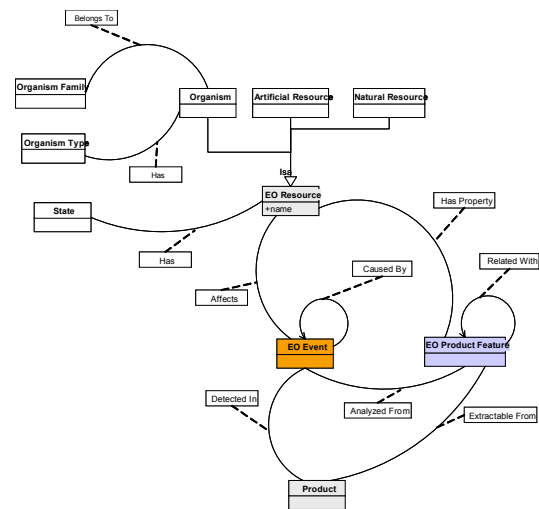 Belongs To
Organism Family
Organism
Artificial Resource
Natural Resource
Organism Type
Has
Isa
EO Resource
+name
State
Has Property
Has
Caused By
Related With
Affects
EO Event
EO Product Feature
Detected In
Analyzed From
Extractable From
Product